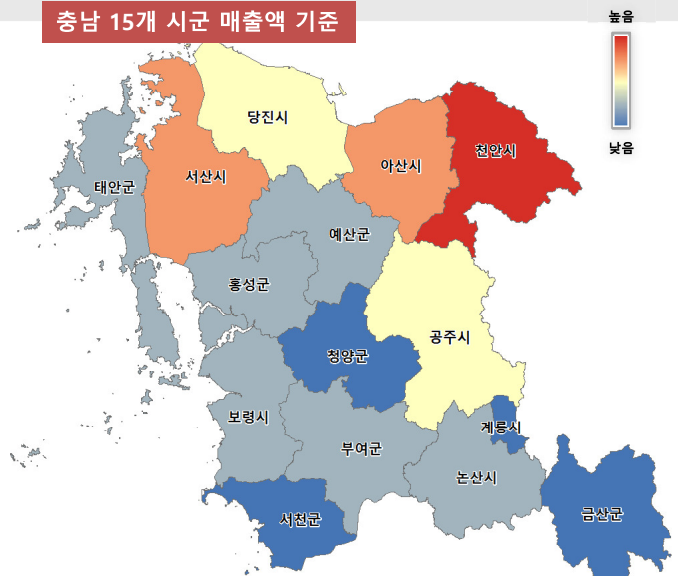 충남 15개 시군 매출액 기준
높음
낮음
당진시
천안시
아산시
서산시
태안군
예산군
홍성군
공주시
청양군
보령시
계룡시
부여군
논산시
금산군
서천군